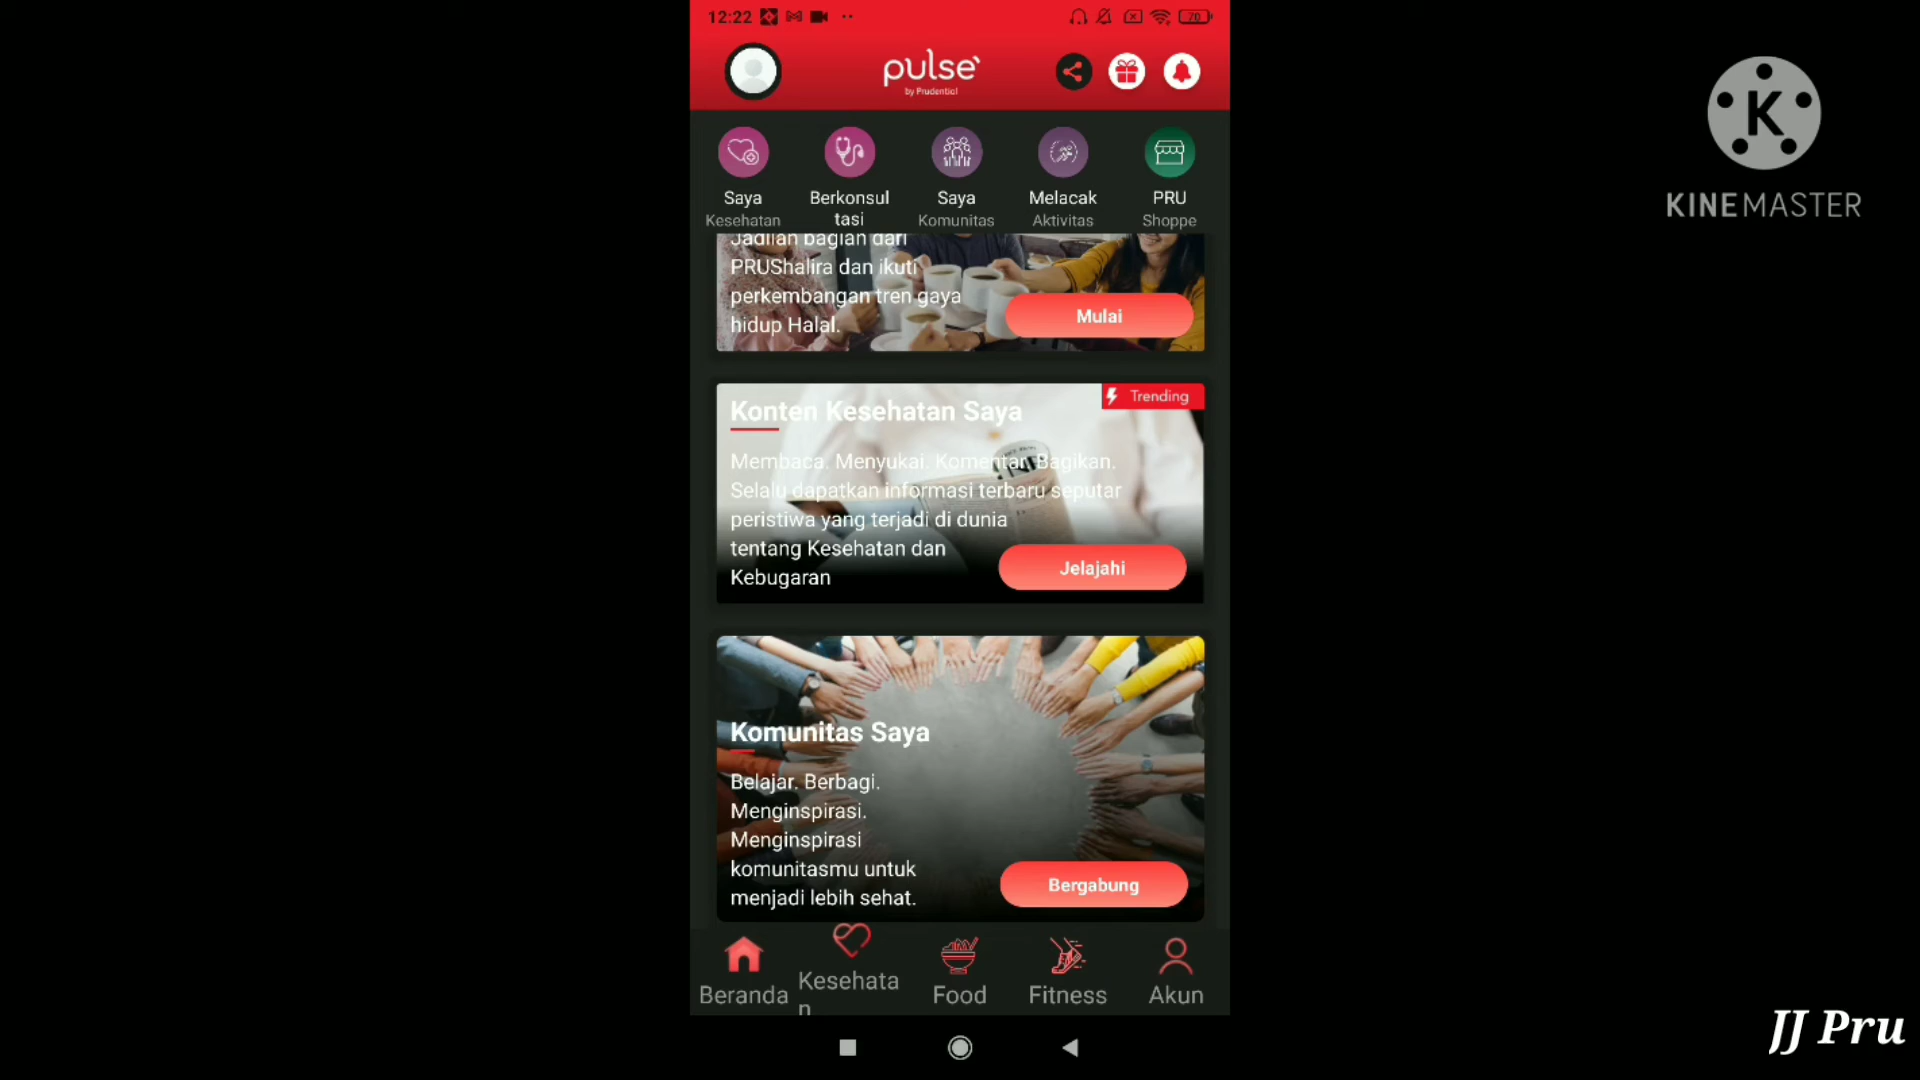 12:22
70
pulse
by Prudential
Saya
Kesehatan
Berkonsul
tasi
Saya
Komunitas
Melacak
Aktivitas
PRU
Shoppe
Jadilah bagian dari
PRUShalira dan ikuti
perkembangan tren gaya
hidup Halal.
Mulai
Trending
Konten Kesehatan Saya
Membaca. Menyukai. Komentar. Bagikan.
Selalu dapatkan informasi terbaru seputar
peristiwa yang terjadi di dunia
tentang Kesehatan dan
Kebugaran
Jelajahi
Komunitas Saya
Belajar. Berbagi.
Menginspirasi.
Menginspirasi
komunitasmu untuk
menjadi lebih sehat.
Bergabung
Beranda
Kesehata
n
Food
Fitness
Akun
K
KINEMASTER
JJ Pru